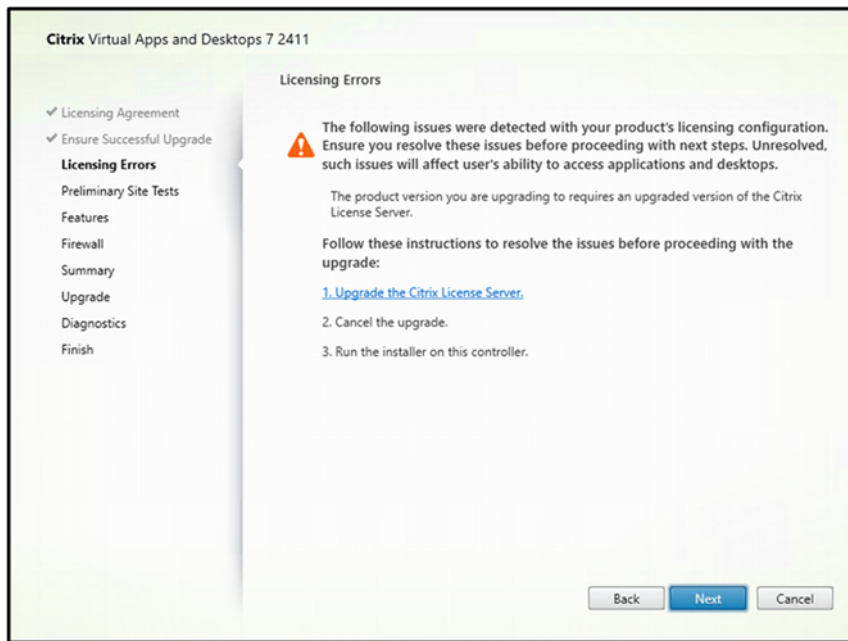 Citrix Virtual Apps and Desktops 7 2411
Licensing Agreement
Ensure Successful Upgrade
Licensing Errors
Preliminary Site Tests
Features
Firewall
Summary
Upgrade
Diagnostics
Finish
Licensing Errors
The following issues were detected with your product's licensing configuration.
Ensure you resolve these issues before proceeding with next steps. Unresolved,
such issues will affect user's ability to access applications and desktops.
The product version you are upgrading to requires an upgraded version of the Citrix
License Server.
Follow these instructions to resolve the issues before proceeding with the
upgrade:
1. Upgrade the Citrix License Server.
2. Cancel the upgrade.
3. Run the installer on this controller.
Back
Next
Cancel